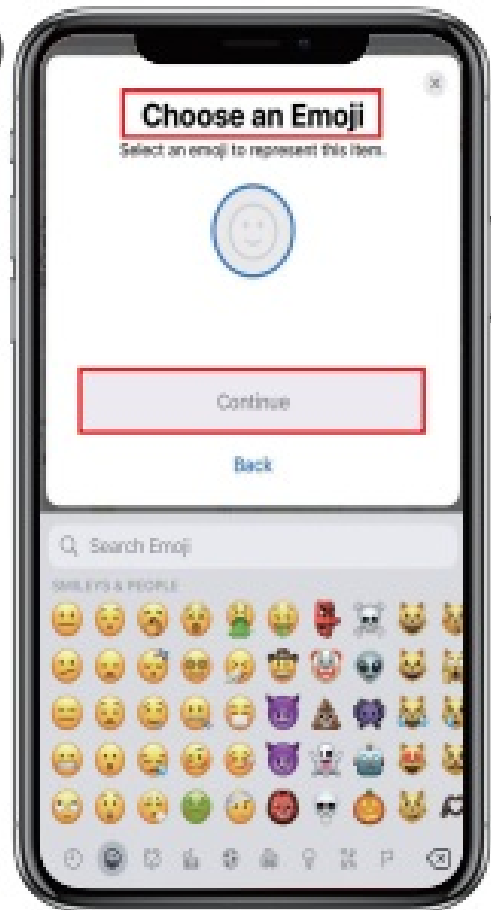 Choose an Emoji
Select an emoji to represent this item.
Continue
Back
Search Emoji
SMILEYS & PEOPLE